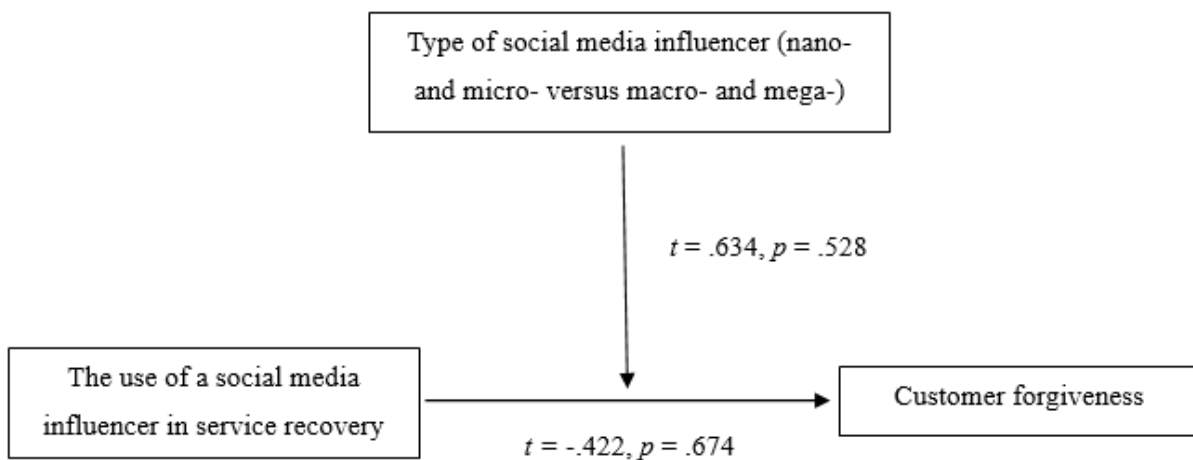 Type of social media influencer (nano-
and micro- versus macro- and mega-)
t = .634, p = .528
The use of a social media
influencer in service recovery
Customer forgiveness
t = -.422, p = .674